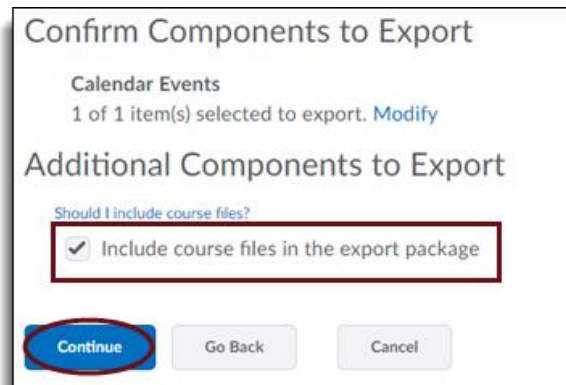 Confirm Components to Export
Calendar Events
1 of 1 item(s) selected to export. Modify
Additional Components to Export
Should I include course files?
Include course files in the export package
Continue Go Back Cancel